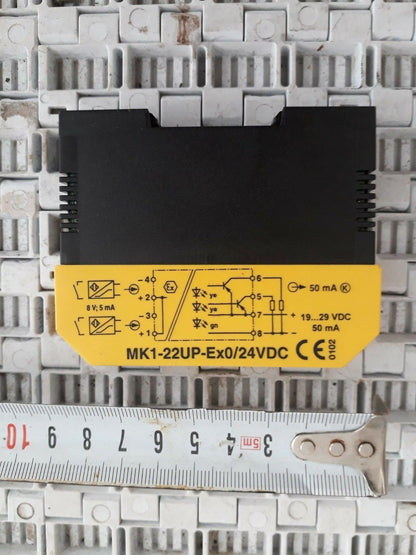 - 4
+ 2
- 3
+ 1
8 V; 5 mA
Ex
ye
ye
gn
6
5
7
8
+
-
50 mA K
19...29 VDC
50 mA
MK1-22UP-Ex0/24VDC CE 0102
10 9 8 7 6 5 4 5m 3